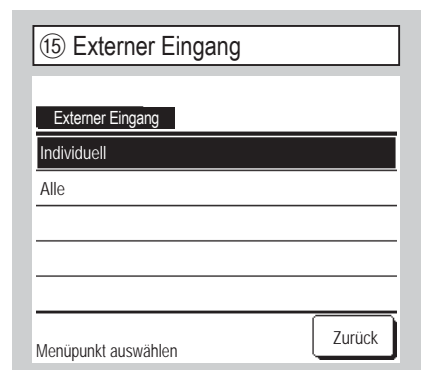 ⑮ Externer Eingang
Externer Eingang
Individuell
Alle
Menüpunkt auswählen
Zurück